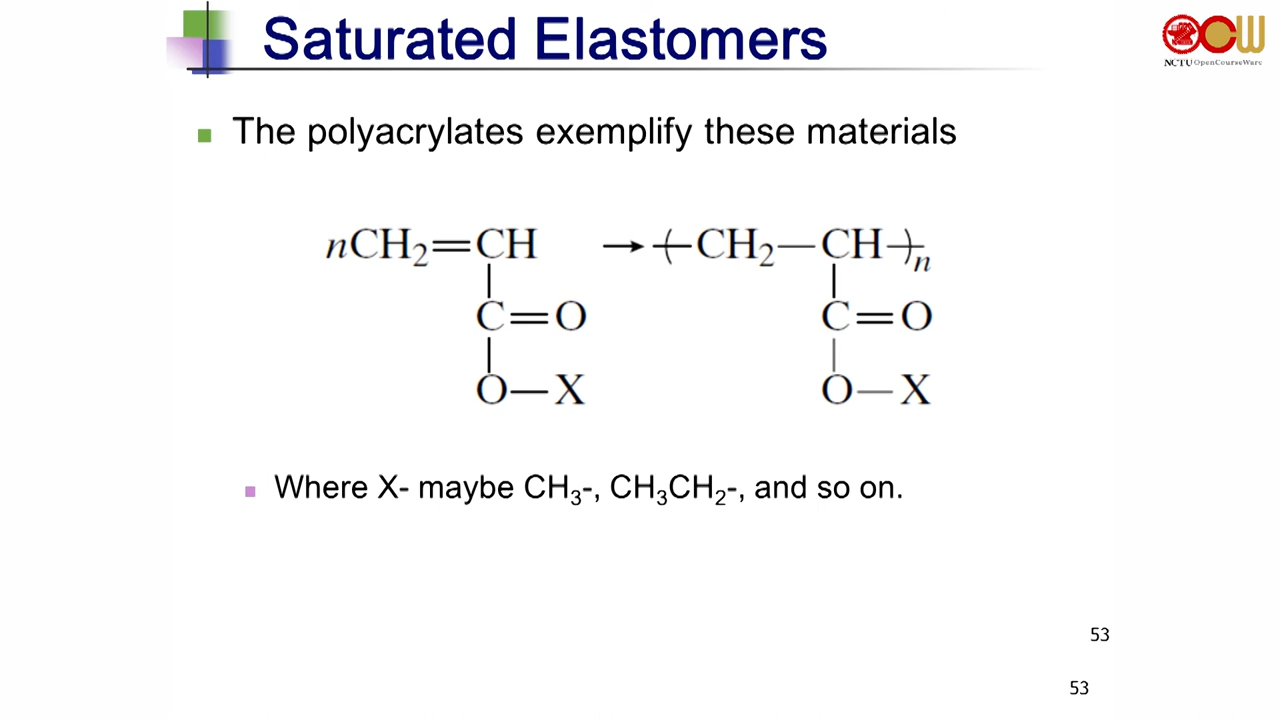 Saturated Elastomers
OCW
NCTU OpenCourseWare
The polyacrylates exemplify these materials
nCH₂=CH → (CH₂—CH)ₙ
C=O C=O
O—X O—X
Where X- maybe CH₃-, CH₃CH₂-, and so on.
53
53